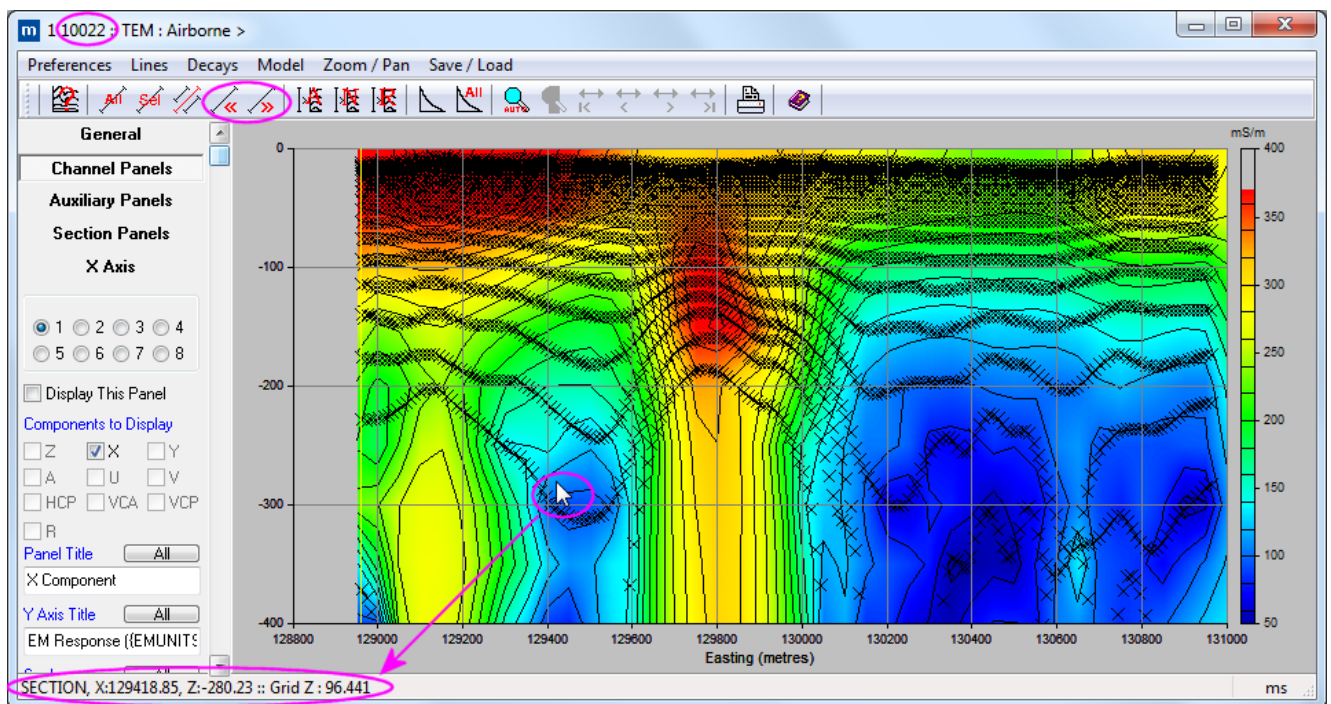 m 1:10022 :: TEM : Airborne >
Preferences Lines Decays Model Zoom / Pan Save / Load
All Sel All AUTO
General
Channel Panels
Auxiliary Panels
Section Panels
X Axis
1 2 3 4
5 6 7 8
Display This Panel
Components to Display
Z X Y
A U V
HCP VCA VCP
R
Panel Title All
X Component
Y Axis Title All
EM Response ({EMUNITS
mS/m
0
-100
-200
-300
-400
128800 129000 129200 129400 129600 129800 130000 130200 130400 130600 130800 131000
Easting (metres)
400
350
300
250
200
150
100
50
SECTION, X:129418.85, Z:-280.23 :: Grid Z : 96.441
ms